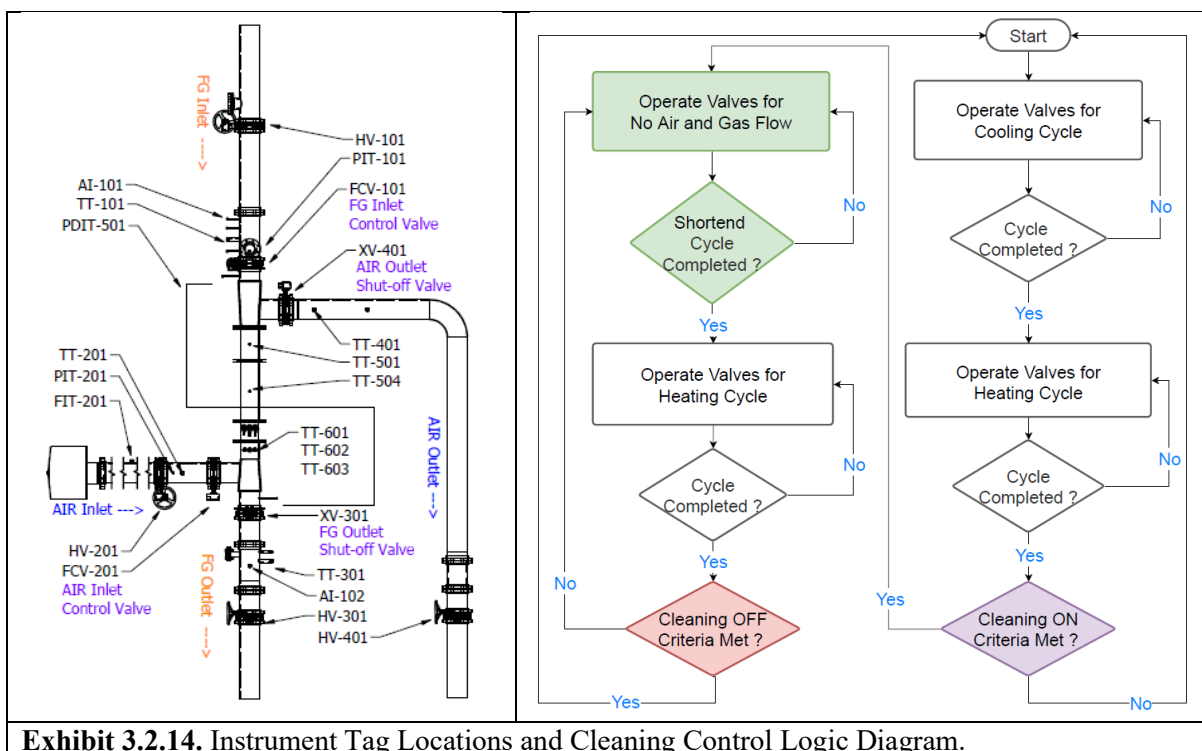 FG Inlet ---->
HV-101
PIT-101
AI-101
TT-101
PDIT-501
FCV-101
FG Inlet
Control Valve
XV-401
AIR Outlet
Shut-off Valve
TT-401
TT-501
TT-504
TT-201
PIT-201
FIT-201
TT-601
TT-602
TT-603
AIR Outlet ---->
AIR Inlet --->
XV-301
FG Outlet
Shut-off Valve
HV-201
FCV-201
AIR Inlet
Control Valve
FG Outlet ---->
TT-301
AI-102
HV-301
HV-401
Start
Operate Valves for
No Air and Gas Flow
Shortend
Cycle
Completed ?
No
Yes
Operate Valves for
Heating Cycle
Cycle
Completed ?
No
Yes
Cleaning OFF
Criteria Met ?
No
Yes
Operate Valves for
Cooling Cycle
Cycle
Completed ?
No
Yes
Operate Valves for
Heating Cycle
Cycle
Completed ?
No
Yes
Cleaning ON
Criteria Met ?
Yes
No
Exhibit 3.2.14. Instrument Tag Locations and Cleaning Control Logic Diagram.